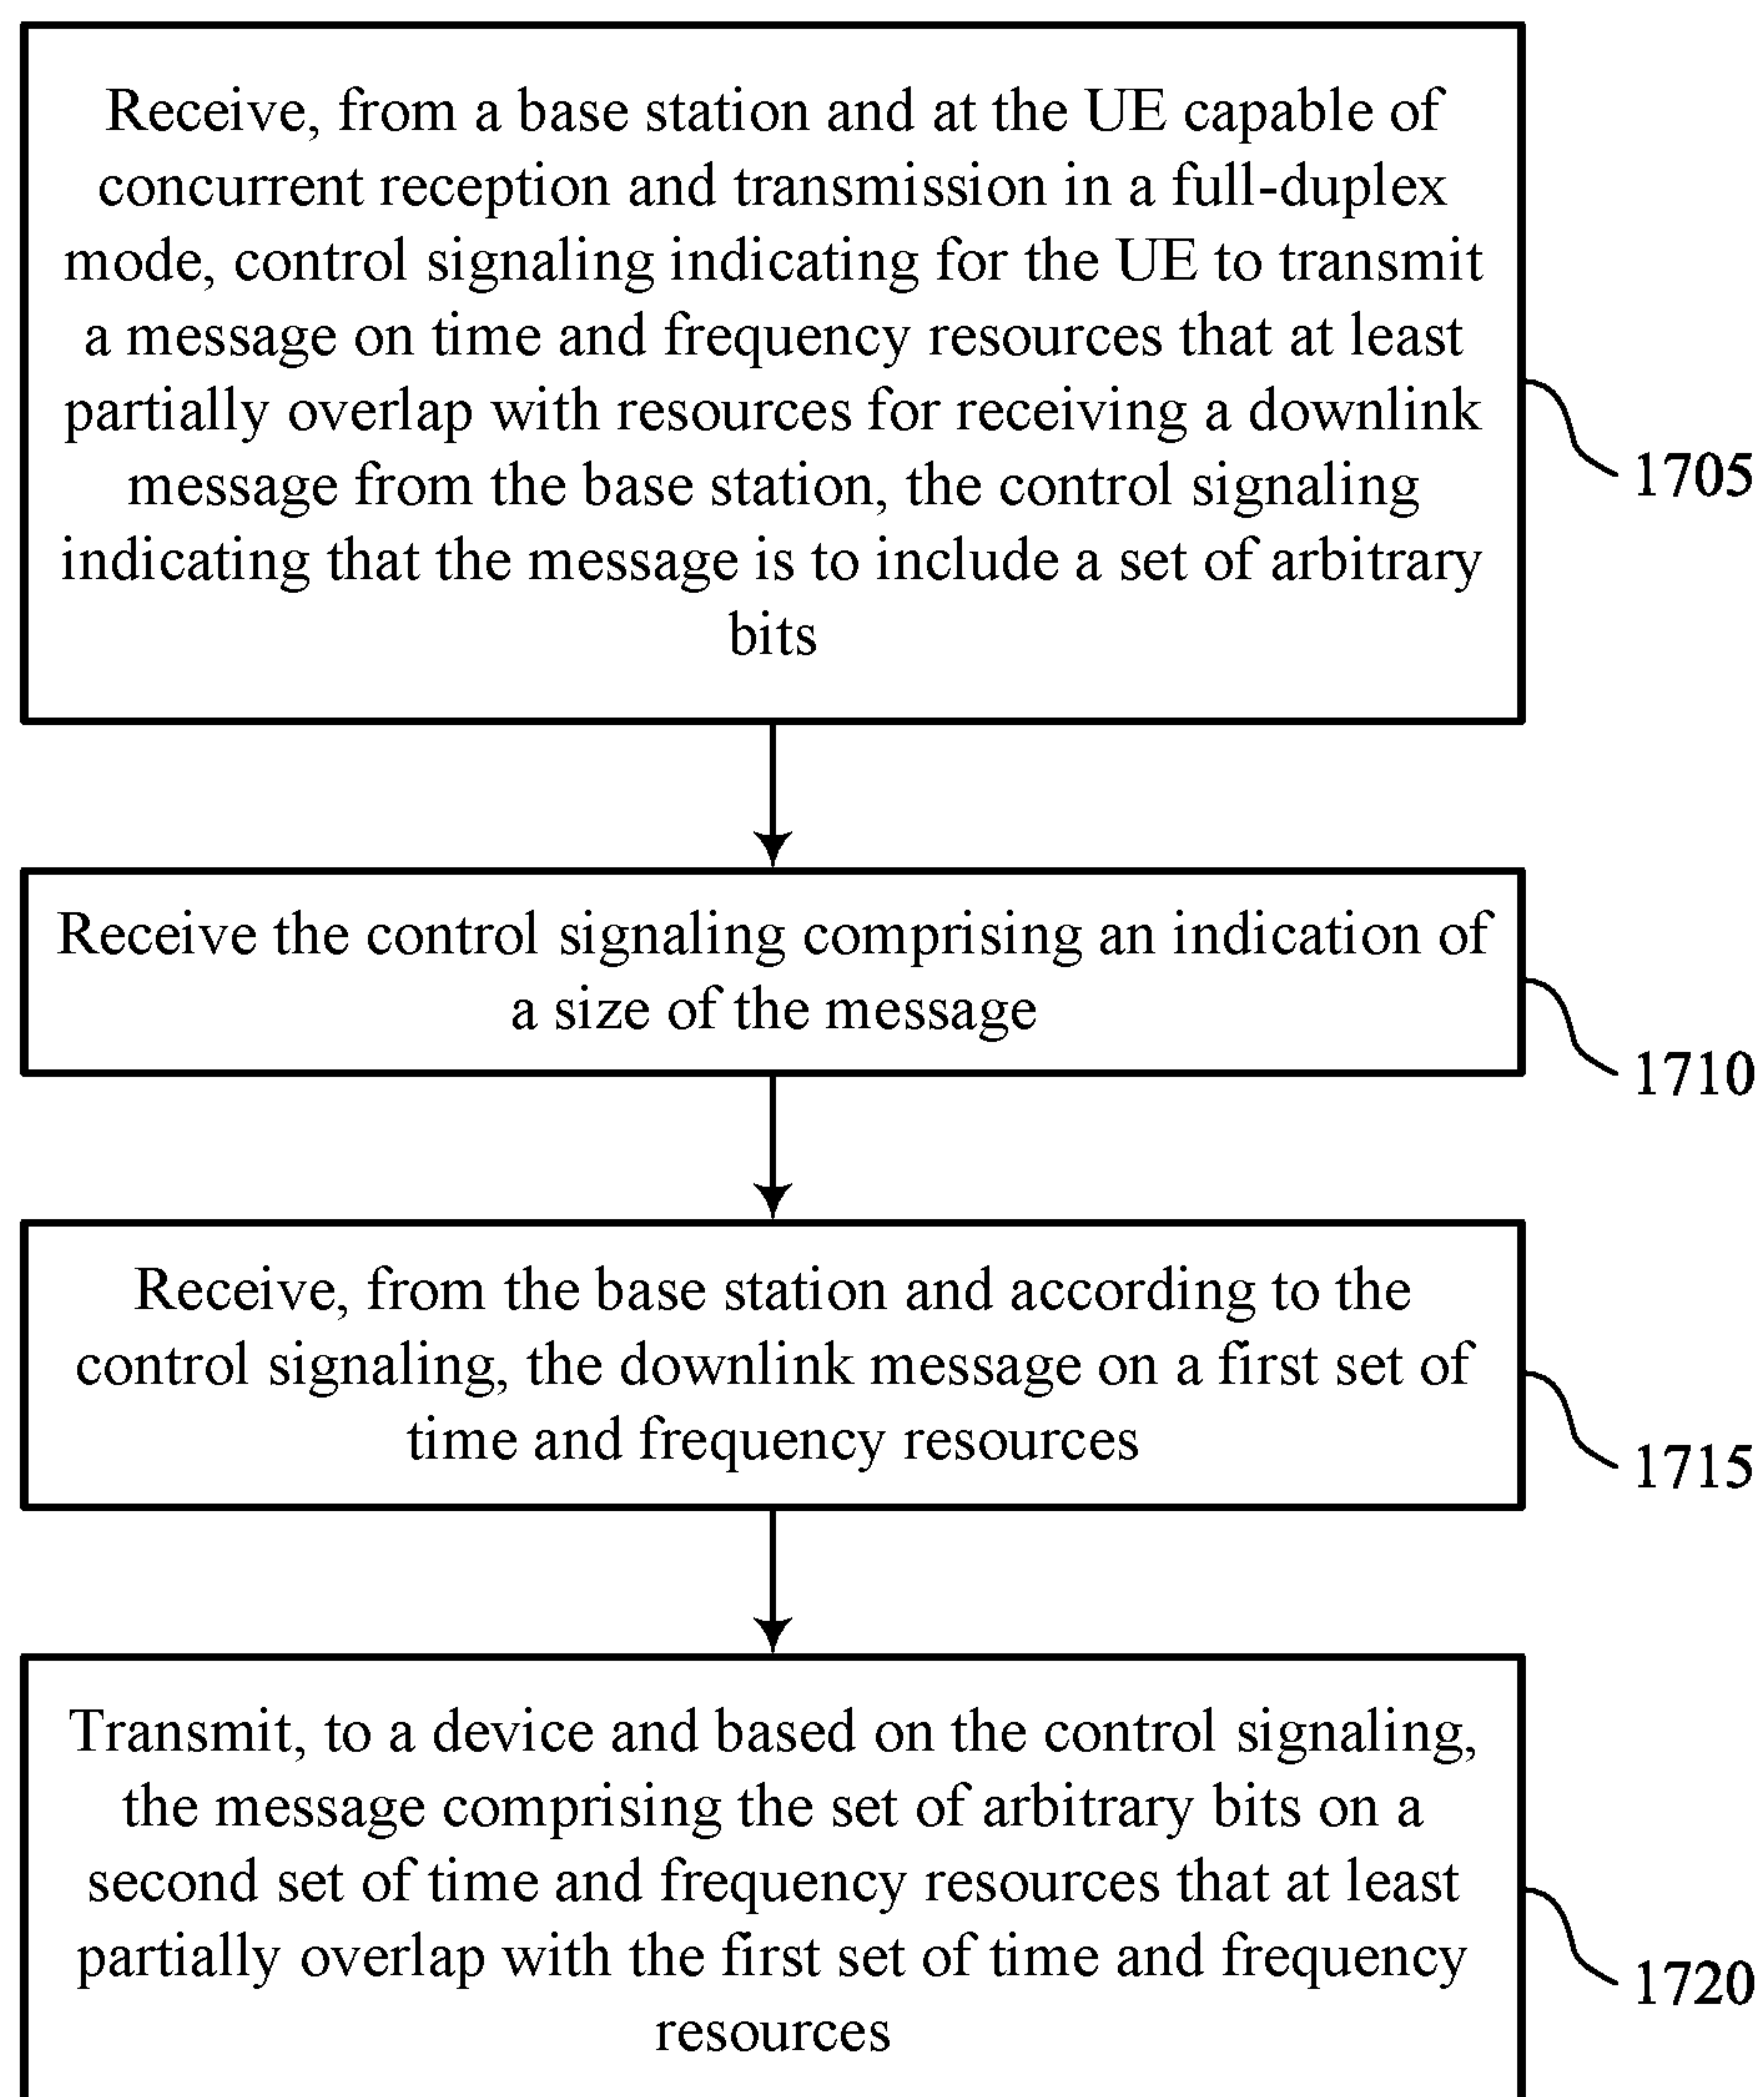 Receive, from a base station and at the UE capable of
concurrent reception and transmission in a full-duplex
mode, control signaling indicating for the UE to transmit
a message on time and frequency resources that at least
partially overlap with resources for receiving a downlink
message from the base station, the control signaling
indicating that the message is to include a set of arbitrary
bits
1705
Receive the control signaling comprising an indication of
a size of the message
1710
Receive, from the base station and according to the
control signaling, the downlink message on a first set of
time and frequency resources
1715
Transmit, to a device and based on the control signaling,
the message comprising the set of arbitrary bits on a
second set of time and frequency resources that at least
partially overlap with the first set of time and frequency
resources
1720